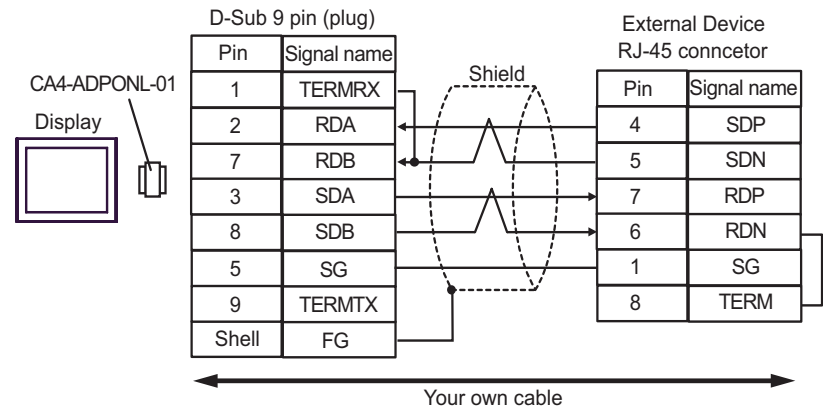 D-Sub 9 pin (plug)
External Device
RJ-45 conncetor
CA4-ADPONL-01
Display
Shield
Pin Signal name
1 TERMRX
2 RDA
7 RDB
3 SDA
8 SDB
5 SG
9 TERMTX
Shell FG
Pin Signal name
4 SDP
5 SDN
7 RDP
6 RDN
1 SG
8 TERM
Your own cable